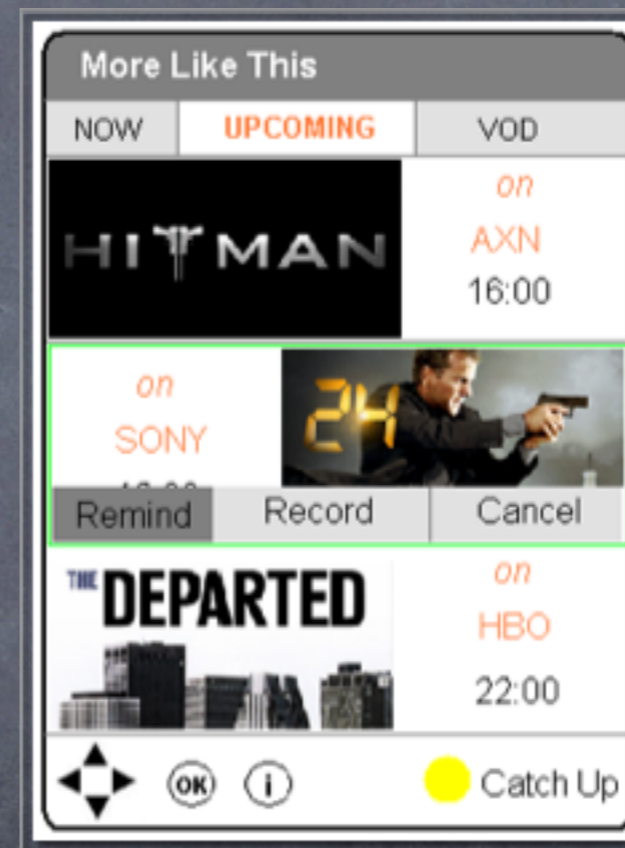 More Like This
NOW UPCOMING VOD
HITMAN
on
AXN
16:00
on
SONY
24
Remind Record Cancel
THE DEPARTED
on
HBO
22:00
OK i Catch Up